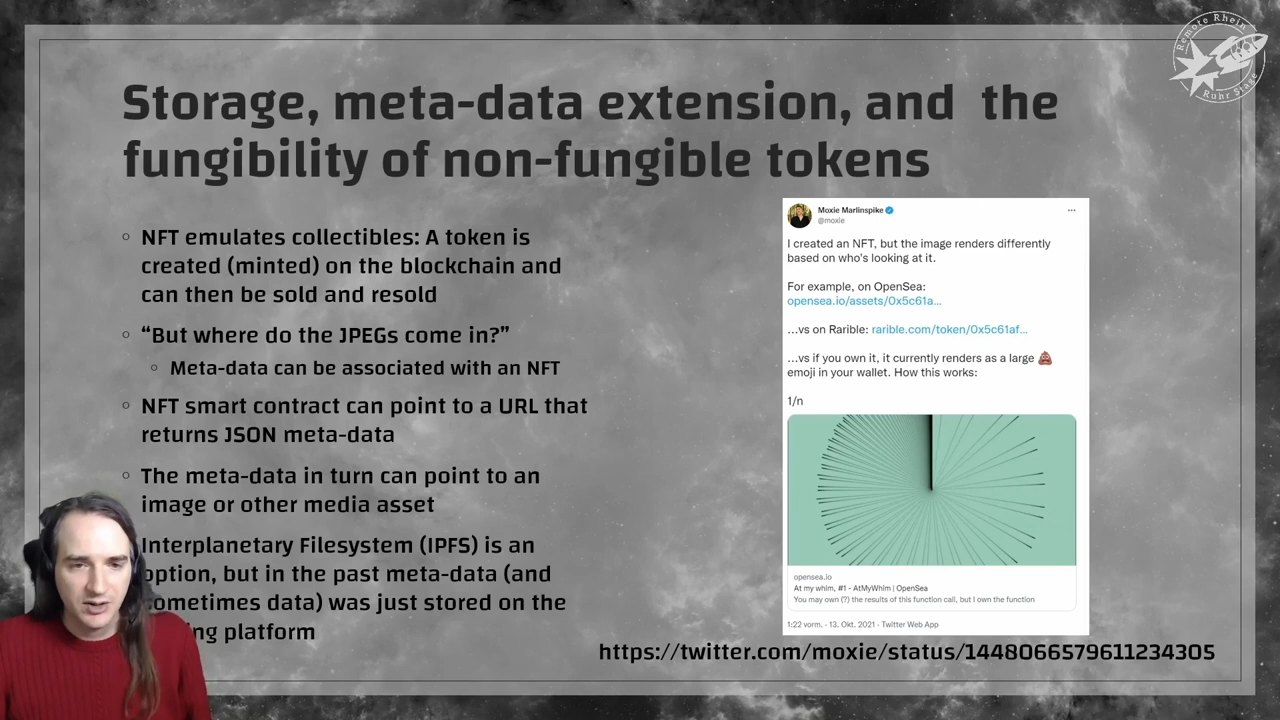 Remote Rhein
Ruhr Stage
Storage, meta-data extension, and the
fungibility of non-fungible tokens
NFT emulates collectibles: A token is
created (minted) on the blockchain and
can then be sold and resold
“But where do the JPEGs come in?”
Meta-data can be associated with an NFT
NFT smart contract can point to a URL that
returns JSON meta-data
The meta-data in turn can point to an
image or other media asset
Interplanetary Filesystem (IPFS) is an
option, but in the past meta-data (and
sometimes data) was just stored on the
platform
Moxie Marlinspike
@moxie
I created an NFT, but the image renders differently
based on who's looking at it.
For example, on OpenSea:
opensea.io/assets/0x5c61a...
...vs on Rarible: rarible.com/token/0x5c61af...
...vs if you own it, it currently renders as a large 💩
emoji in your wallet. How this works:
1/n
opensea.io
At my whim, #1 - AtMyWhim | OpenSea
You may own (?) the results of this function call, but I own the function
1:22 vorm. · 13. Okt. 2021 · Twitter Web App
https://twitter.com/moxie/status/1448066579611234305